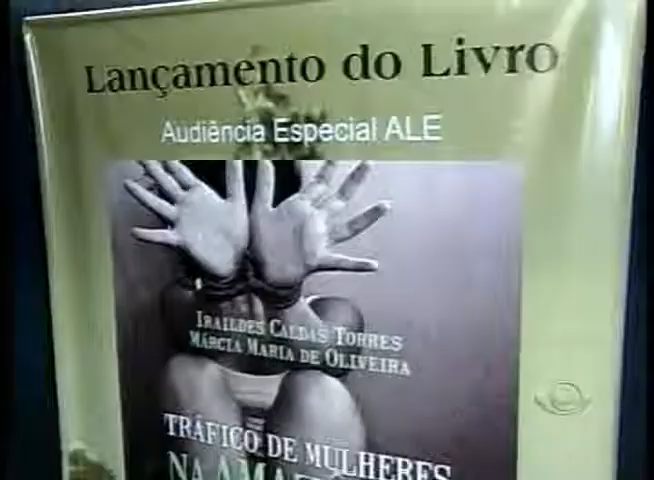 Lançamento do Livro
Audiência Especial ALE
Iraildes Caldas Torres
Márcia Maria de Oliveira
TRÁFICO DE MULHERES